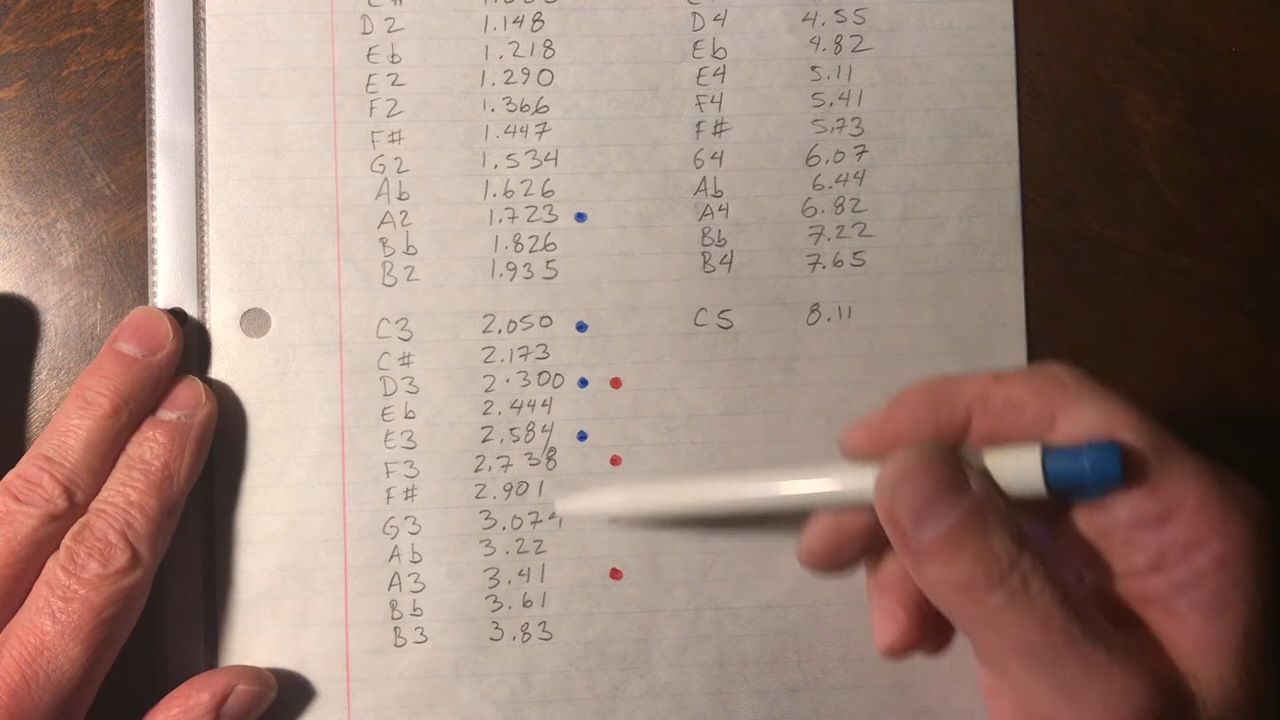 D2 1.148
Eb 1.218
E2 1.290
F2 1.366
F# 1.447
G2 1.534
Ab 1.626
A2 1.723
Bb 1.826
B2 1.935
C3 2.050
C# 2.173
D3 2.300
Eb 2.444
E3 2.584
F3 2.738
F# 2.901
G3 3.074
Ab 3.22
A3 3.41
Bb 3.61
B3 3.83
D4 4.55
Eb 4.82
E4 5.11
F4 5.41
F# 5.73
G4 6.07
Ab 6.44
A4 6.82
Bb 7.22
B4 7.65
C5 8.11